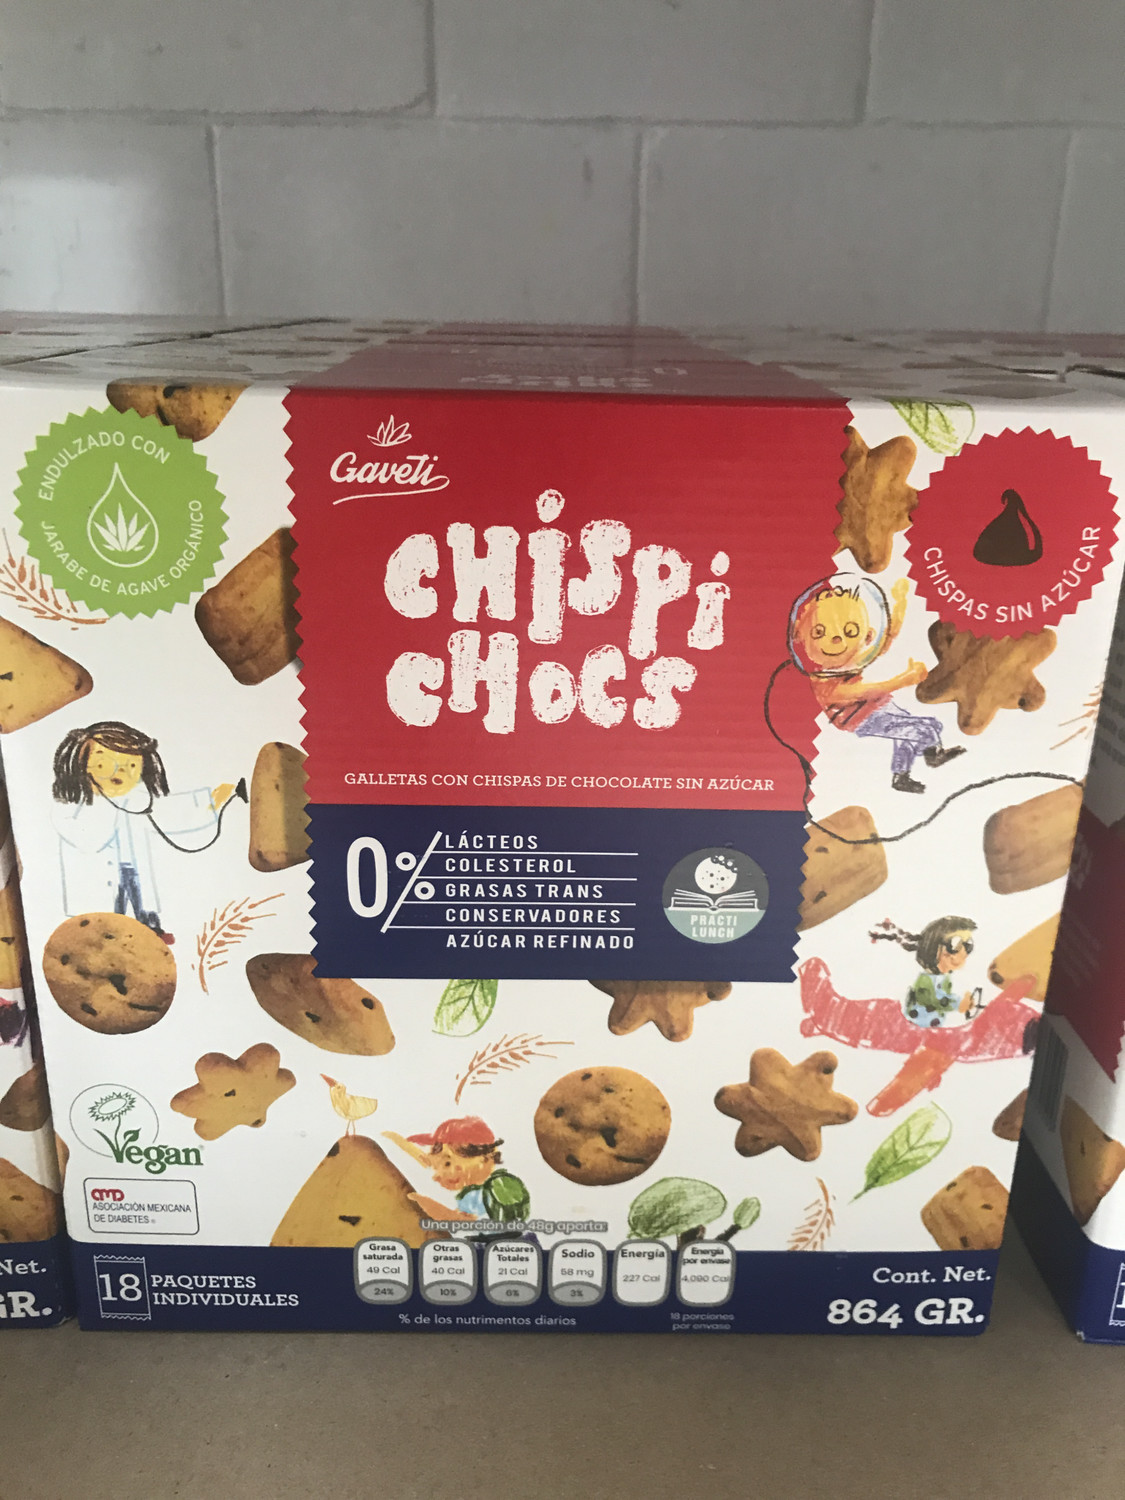 ENDULZADO CON
JARABE DE AGAVE ORGÁNICO
Gaveti
CHiSPi
CHOCS
CHISPAS SIN AZÚCAR
GALLETAS CON CHISPAS DE CHOCOLATE SIN AZÚCAR
0%
LÁCTEOS
COLESTEROL
GRASAS TRANS
CONSERVADORES
AZÚCAR REFINADO
PRACTI
LUNCH
Vegan
amd
ASOCIACIÓN MEXICANA
DE DIABETES
Una porción de 48g aporta:
Grasa saturada 49 Cal 24%
Otras grasas 40 Cal 10%
Azúcares Totales 21 Cal 6%
Sodio 58 mg 3%
Energía 227 Cal
Energía por envase 4,090 Cal
% de los nutrimentos diarios
18 porciones
por envase
18 PAQUETES
INDIVIDUALES
Cont. Net.
864 GR.
Net.
GR.